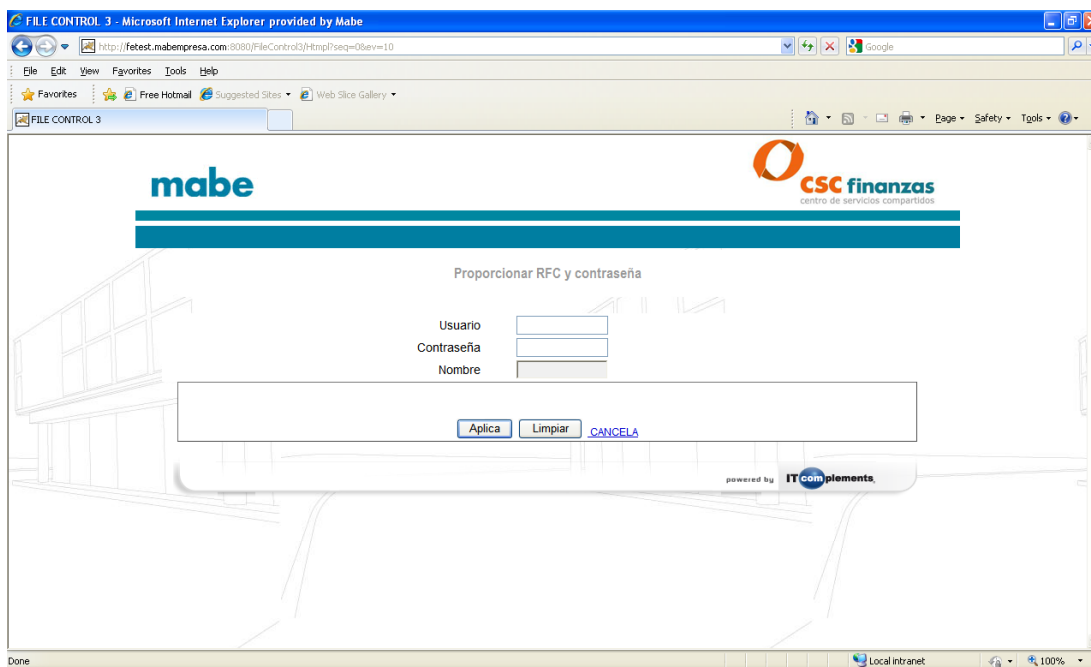 FILE CONTROL 3 - Microsoft Internet Explorer provided by Mabe
http://fetest.mabempresa.com:8080/FileControl3/Htmpl?seq=0&ev=10
Google
File Edit View Favorites Tools Help
Favorites Free Hotmail Suggested Sites Web Slice Gallery
FILE CONTROL 3
Page Safety Tools
mabe
CSC finanzas
centro de servicios compartidos
Proporcionar RFC y contraseña
Usuario
Contraseña
Nombre
Aplica Limpiar CANCELA
powered by IT complements
Done Local intranet 100%